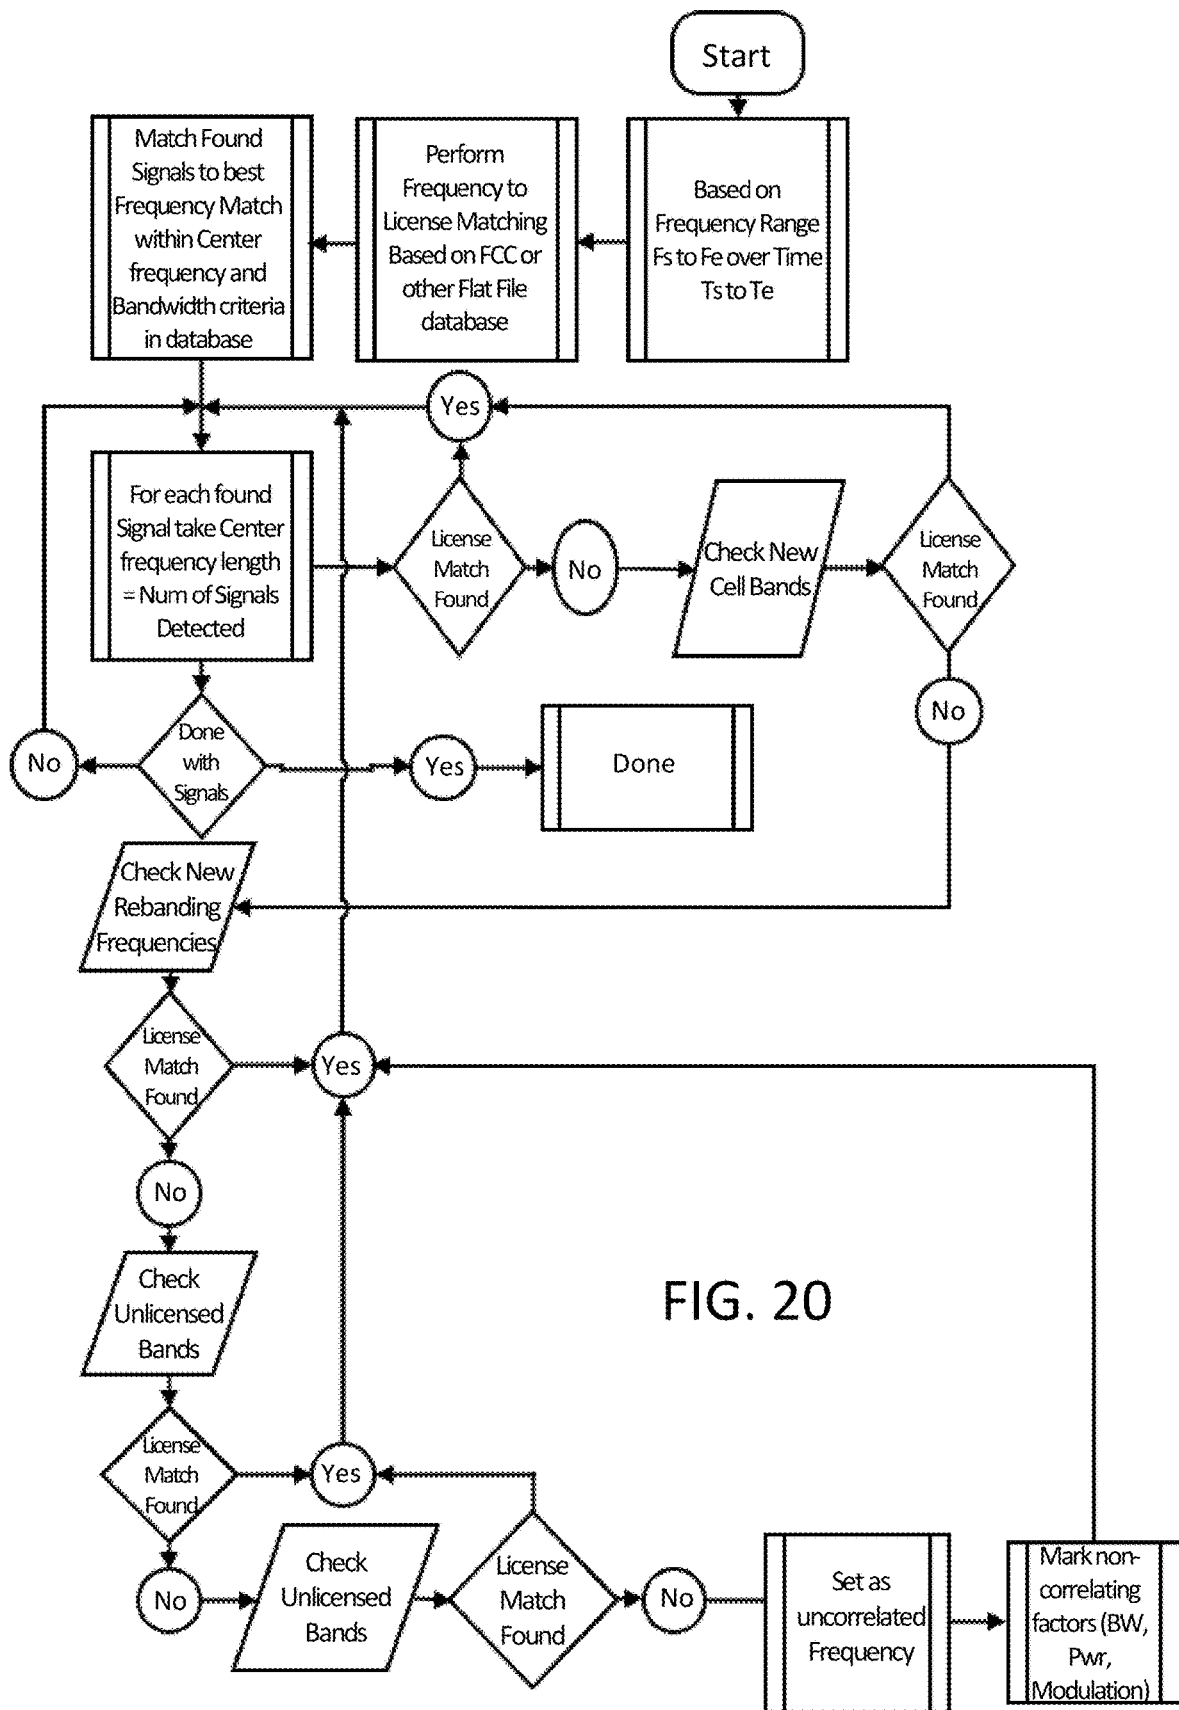 Start
Match Found
Signals to best
Frequency Match
within Center
frequency and
Bandwidth criteria
in database
Perform
Frequency to
License Matching
Based on FCC or
other Flat File
database
Based on
Frequency Range
Fs to Fe over Time
Ts to Te
Yes
For each found
Signal take Center
frequency length
= Num of Signals
Detected
License
Match
Found
No
Check New
Cell Bands
License
Match
Found
No
No
Done
with
Signals
Yes
Done
Check New
Rebanding
Frequencies
License
Match
Found
Yes
No
Check
Unlicensed
Bands
FIG. 20
License
Match
Found
Yes
No
Check
Unlicensed
Bands
License
Match
Found
No
Set as
uncorrelated
Frequency
Mark non-
correlating
factors (BW,
Pwr,
Modulation)